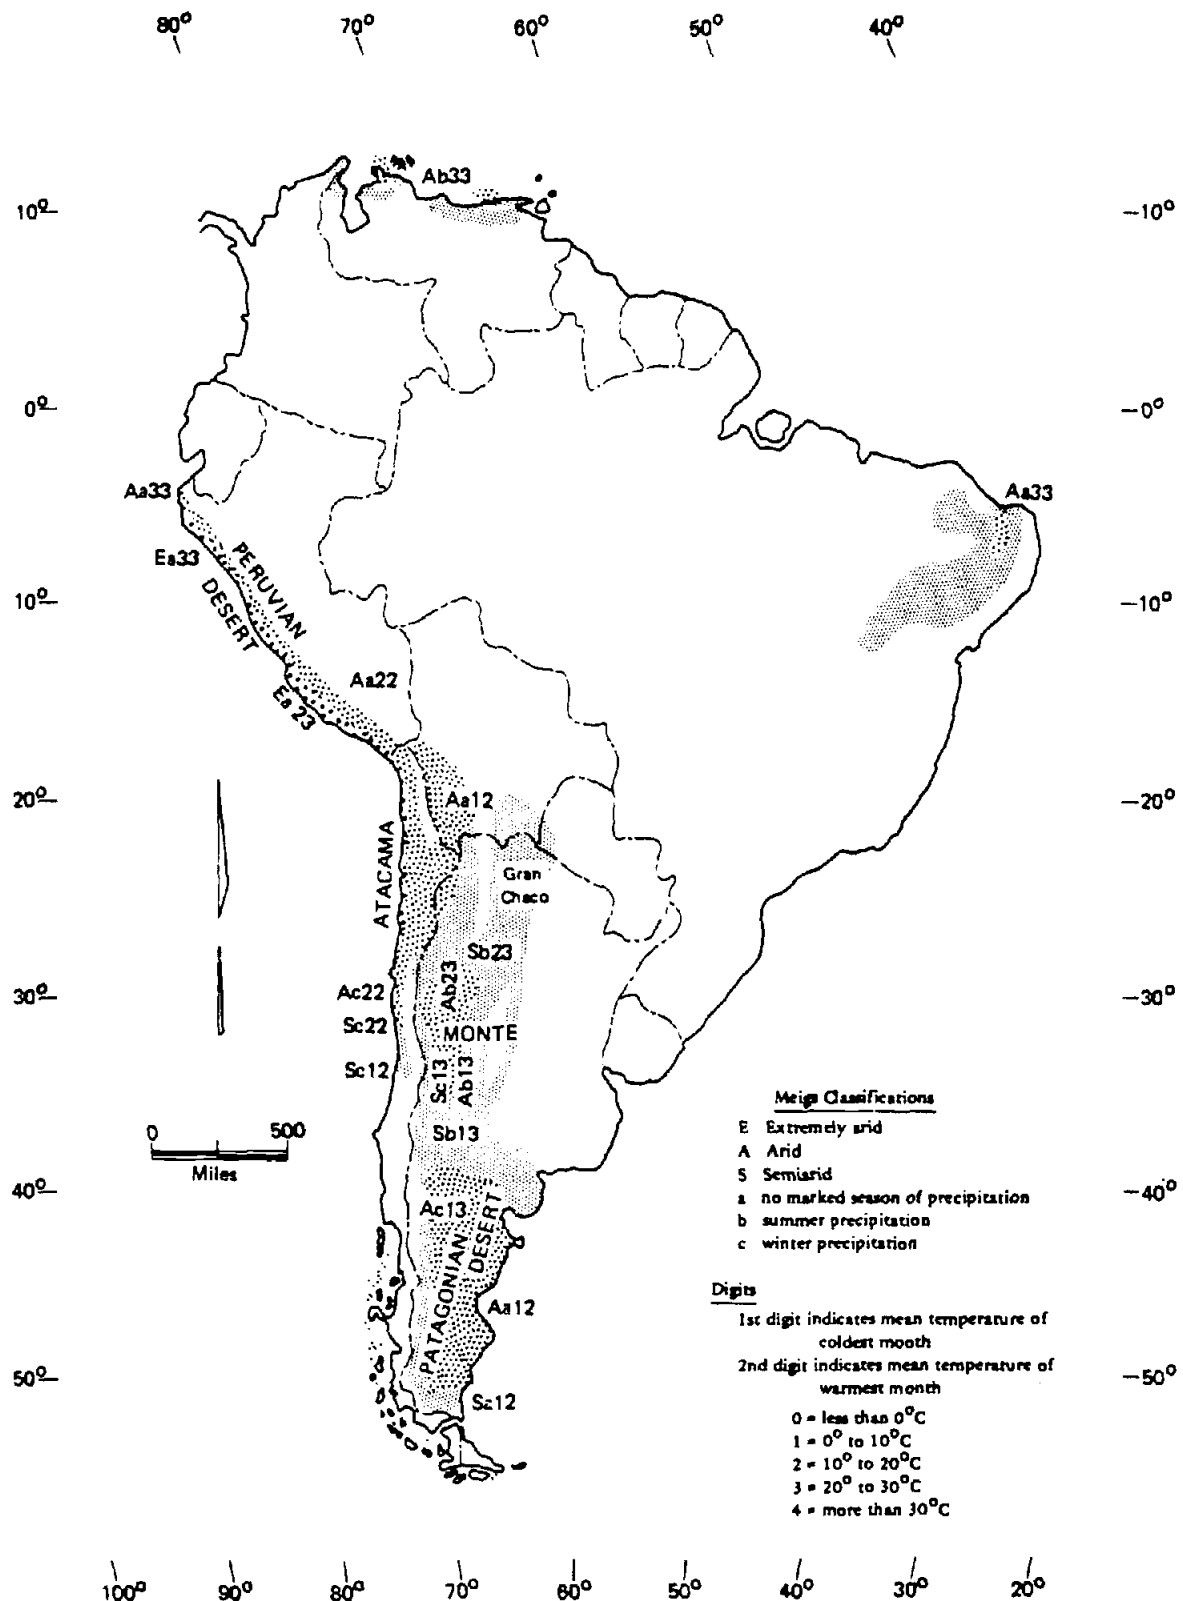 80° 70° 60° 50° 40°
Ab33
10° 10°
0° 0°
Aa33 Aa33
Ea33
PERUVIAN
DESERT
10° 10°
Aa22
Ea 23
20° 20°
Aa12
ATACAMA
Gran
Chaco
Sb23
Ab23
Ac22
30° 30°
Sc22
MONTE
Sc12
Sc13
Ab13
Sb13
0 500
Miles
40° 40°
Ac13
PATAGONIAN
DESERT
Aa12
50° 50°
Sa12
Meigs Classifications
E Extremely arid
A Arid
S Semiarid
a no marked season of precipitation
b summer precipitation
c winter precipitation
Digits
1st digit indicates mean temperature of
coldest month
2nd digit indicates mean temperature of
warmest month
0 = less than 0°C
1 = 0° to 10°C
2 = 10° to 20°C
3 = 20° to 30°C
4 = more than 30°C
100° 90° 80° 70° 60° 50° 40° 30° 20°